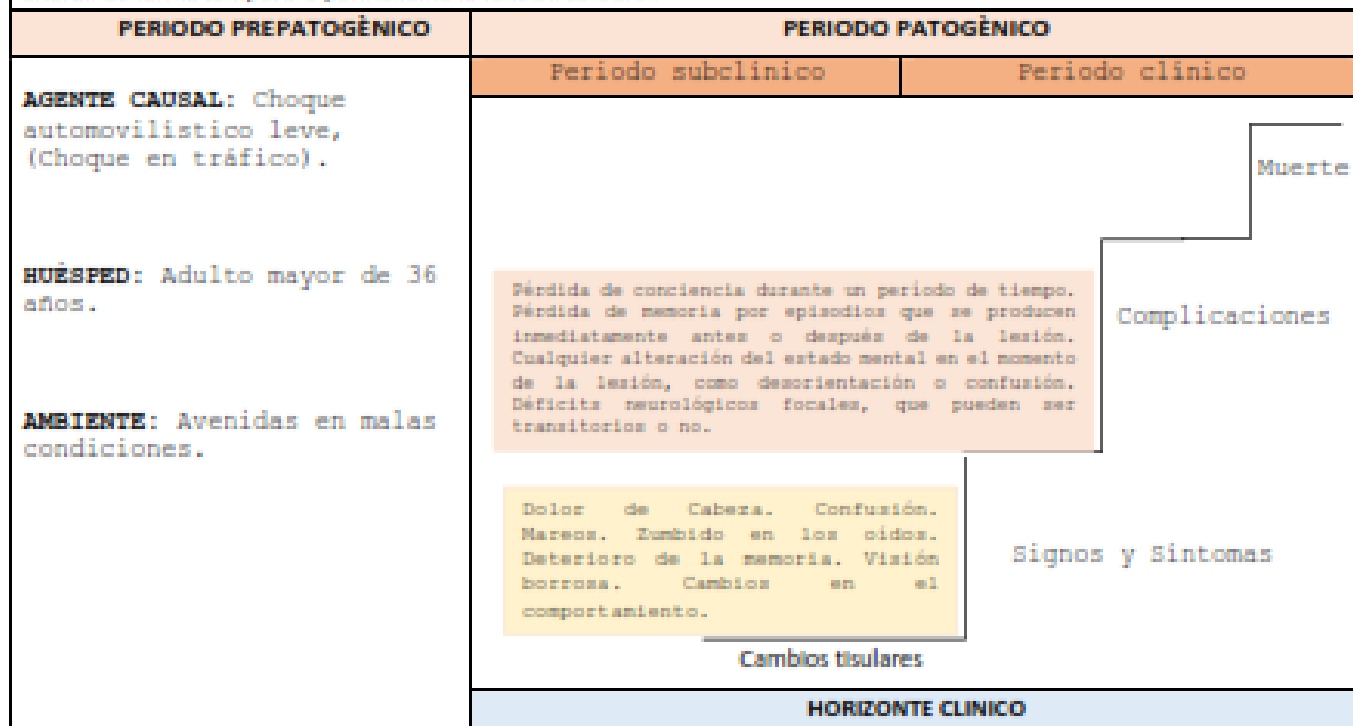 PERIODO PREPATOGÈNICO
PERIODO PATOGÈNICO
Periodo subclínico
Periodo clínico
AGENTE CAUSAL: Choque
automovilístico leve,
(Choque en tráfico).
HUÉSPED: Adulto mayor de 36
años.
AMBIENTE: Avenidas en malas
condiciones.
Muerte
Pérdida de conciencia durante un periodo de tiempo.
Pérdida de memoria por episodios que se producen
inmediatamente antes o después de la lesión.
Cualquier alteración del estado mental en el momento
de la lesión, como desorientación o confusión.
Déficits neurológicos focales, que pueden ser
transitorios o no.
Complicaciones
Dolor de Cabeza. Confusión.
Mareos. Zumbido en los oídos.
Deterioro de la memoria. Visión
borrosa. Cambios en el
comportamiento.
Signos y Síntomas
Cambios tisulares
HORIZONTE CLINICO